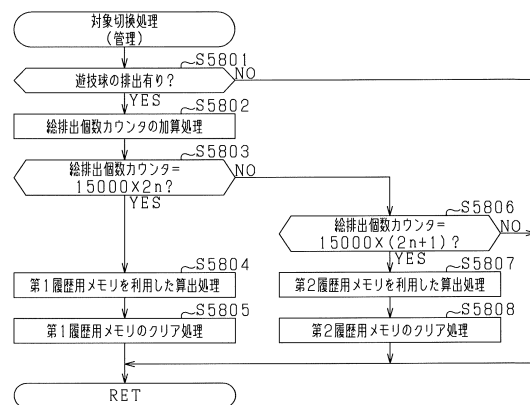 対象切換処理
(管理)
S5801
遊技球の排出有り?
NO
YES
S5802
総排出個数カウンタの加算処理
S5803
総排出個数カウンタ=
15000×2n?
NO
YES
S5806
総排出個数カウンタ=
15000×(2n+1)?
NO
YES
S5804
第1履歴用メモリを利用した算出処理
S5807
第2履歴用メモリを利用した算出処理
S5805
第1履歴用メモリのクリア処理
S5808
第2履歴用メモリのクリア処理
RET